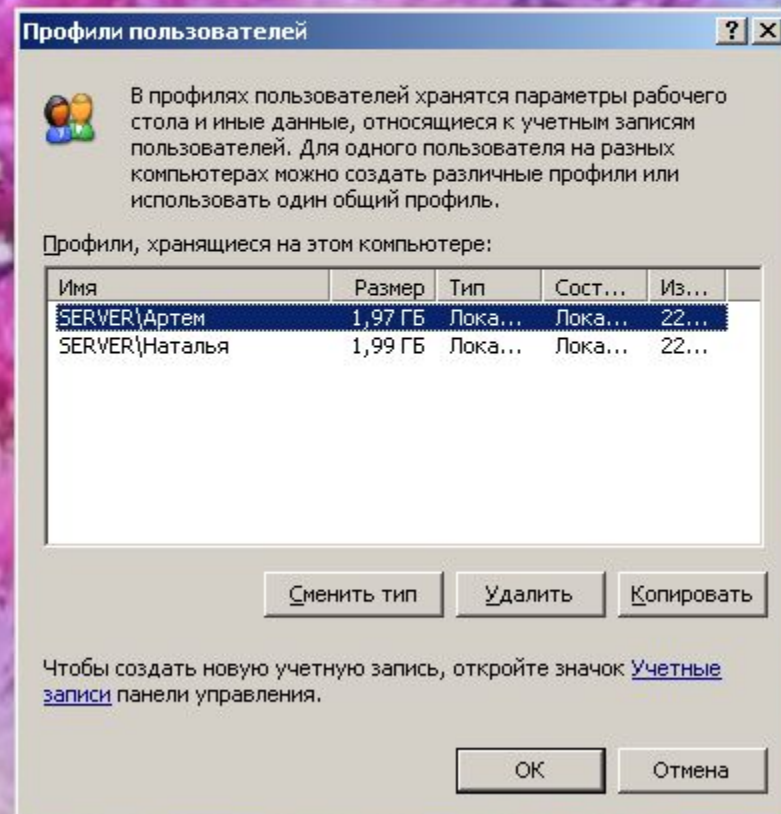 Профили пользователей
В профилях пользователей хранятся параметры рабочего
стола и иные данные, относящиеся к учетным записям
пользователей. Для одного пользователя на разных
компьютерах можно создать различные профили или
использовать один общий профиль.
Профили, хранящиеся на этом компьютере:
Имя Размер Тип Сост... Из...
SERVER\Артем 1,97 ГБ Лока... Лока... 22...
SERVER\Наталья 1,99 ГБ Лока... Лока... 22...
Сменить тип Удалить Копировать
Чтобы создать новую учетную запись, откройте значок Учетные
записи панели управления.
OK Отмена